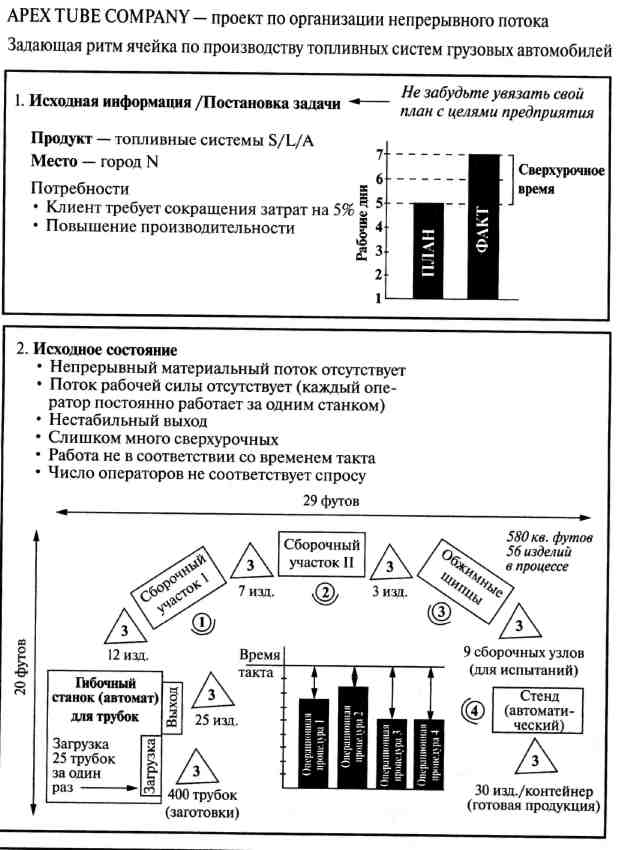 APEX TUBE COMPANY — проект по организации непрерывного потока
Задающая ритм ячейка по производству топливных систем грузовых автомобилей
1. Исходная информация /Постановка задачи
Не забудьте увязать свой
план с целями предприятия
Продукт — топливные системы S/L/A
Место — город N
Потребности
• Клиент требует сокращения затрат на 5%
• Повышение производительности
Рабочие дни
7
6
5
4
3
2
1
ПЛАН
ФАКТ
Сверхурочное
время
2. Исходное состояние
• Непрерывный материальный поток отсутствует
• Поток рабочей силы отсутствует (каждый опе-
ратор постоянно работает за одним станком)
• Нестабильный выход
• Слишком много сверхурочных
• Работа не в соответствии со временем такта
• Число операторов не соответствует спросу
29 футов
20 футов
580 кв. футов
56 изделий
в процессе
Гибочный
станок (автомат)
для трубок
Загрузка
25 трубок
за один
раз
Загрузка
Выход
3
400 трубок
(заготовки)
3
25 изд.
3
12 изд.
Сборочный
участок I
1
3
7 изд.
Сборочный
участок II
2
3
3 изд.
Обжимные
щипцы
3
3
9 сборочных узлов
(для испытаний)
4
Стенд
(автомати-
ческий)
3
30 изд./контейнер
(готовая продукция)
Время
такта
Операционная
процедура 1
Операционная
процедура 2
Операционная
процедура 3
Операционная
процедура 4